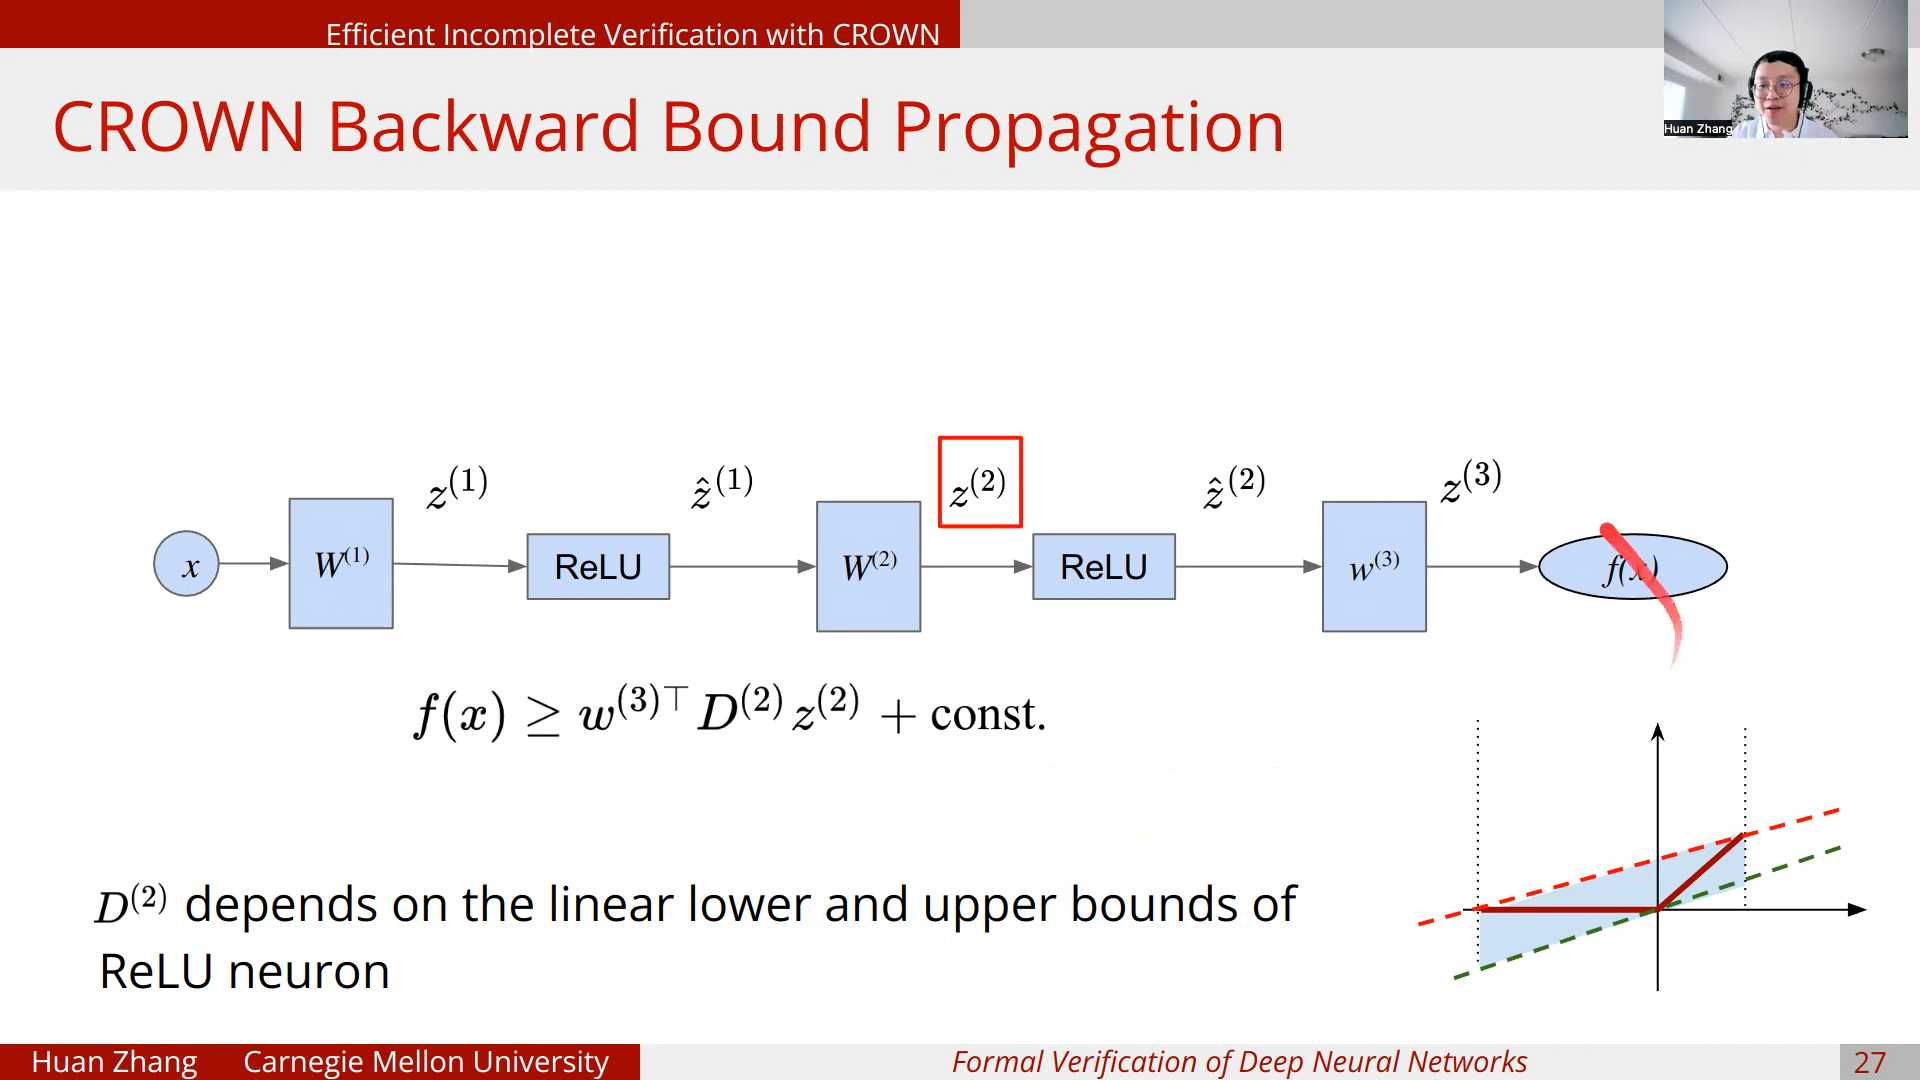 Efficient Incomplete Verification with CROWN
CROWN Backward Bound Propagation
Huan Zhang
z^{(1)} ẑ^{(1)} z^{(2)} ẑ^{(2)} z^{(3)}
x W^{(1)} ReLU W^{(2)} ReLU w^{(3)} f(x)
f(x) ≥ w^{(3)⊤} D^{(2)} z^{(2)} + const.
D^{(2)} depends on the linear lower and upper bounds of
ReLU neuron
Huan Zhang Carnegie Mellon University Formal Verification of Deep Neural Networks 27